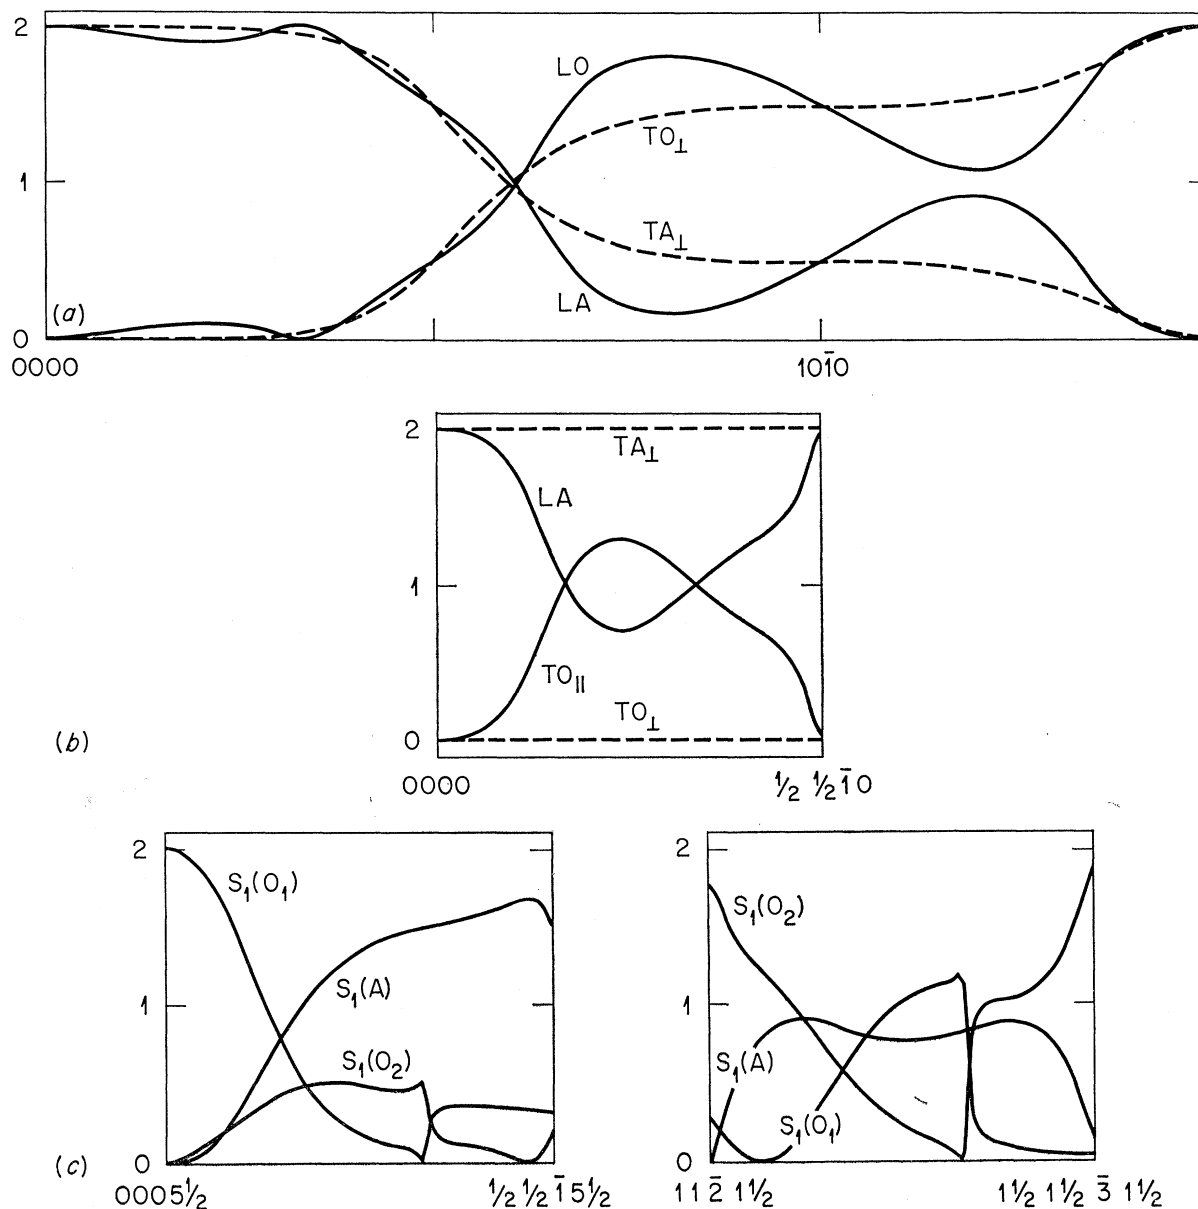 2
LO
TO⊥
1
TA⊥
LA
(a)
0
0000
101̄0
2
TA⊥
LA
1
TO||
TO⊥
0
(b)
0000
½ ½ 1̄ 0
2
S₁(O₁)
S₁(A)
1
S₁(O₂)
(c)
0
0005½
½ ½ 1̄ 5½
2
S₁(O₂)
1
S₁(A)
S₁(O₁)
0
11 2̄ 1½
1½ 1½ 3̄ 1½